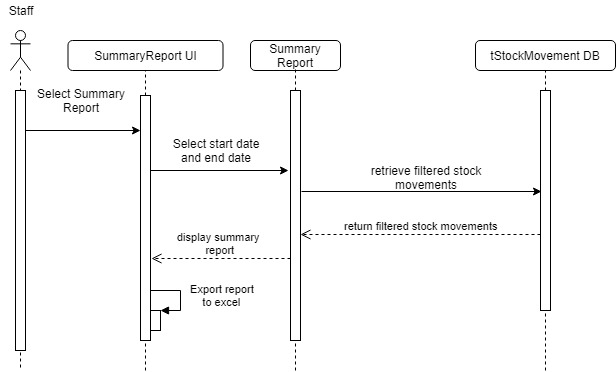 Staff
SummaryReport UI
Summary
Report
tStockMovement DB
Select Summary
Report
Select start date
and end date
retrieve filtered stock
movements
return filtered stock movements
display summary
report
Export report
to excel